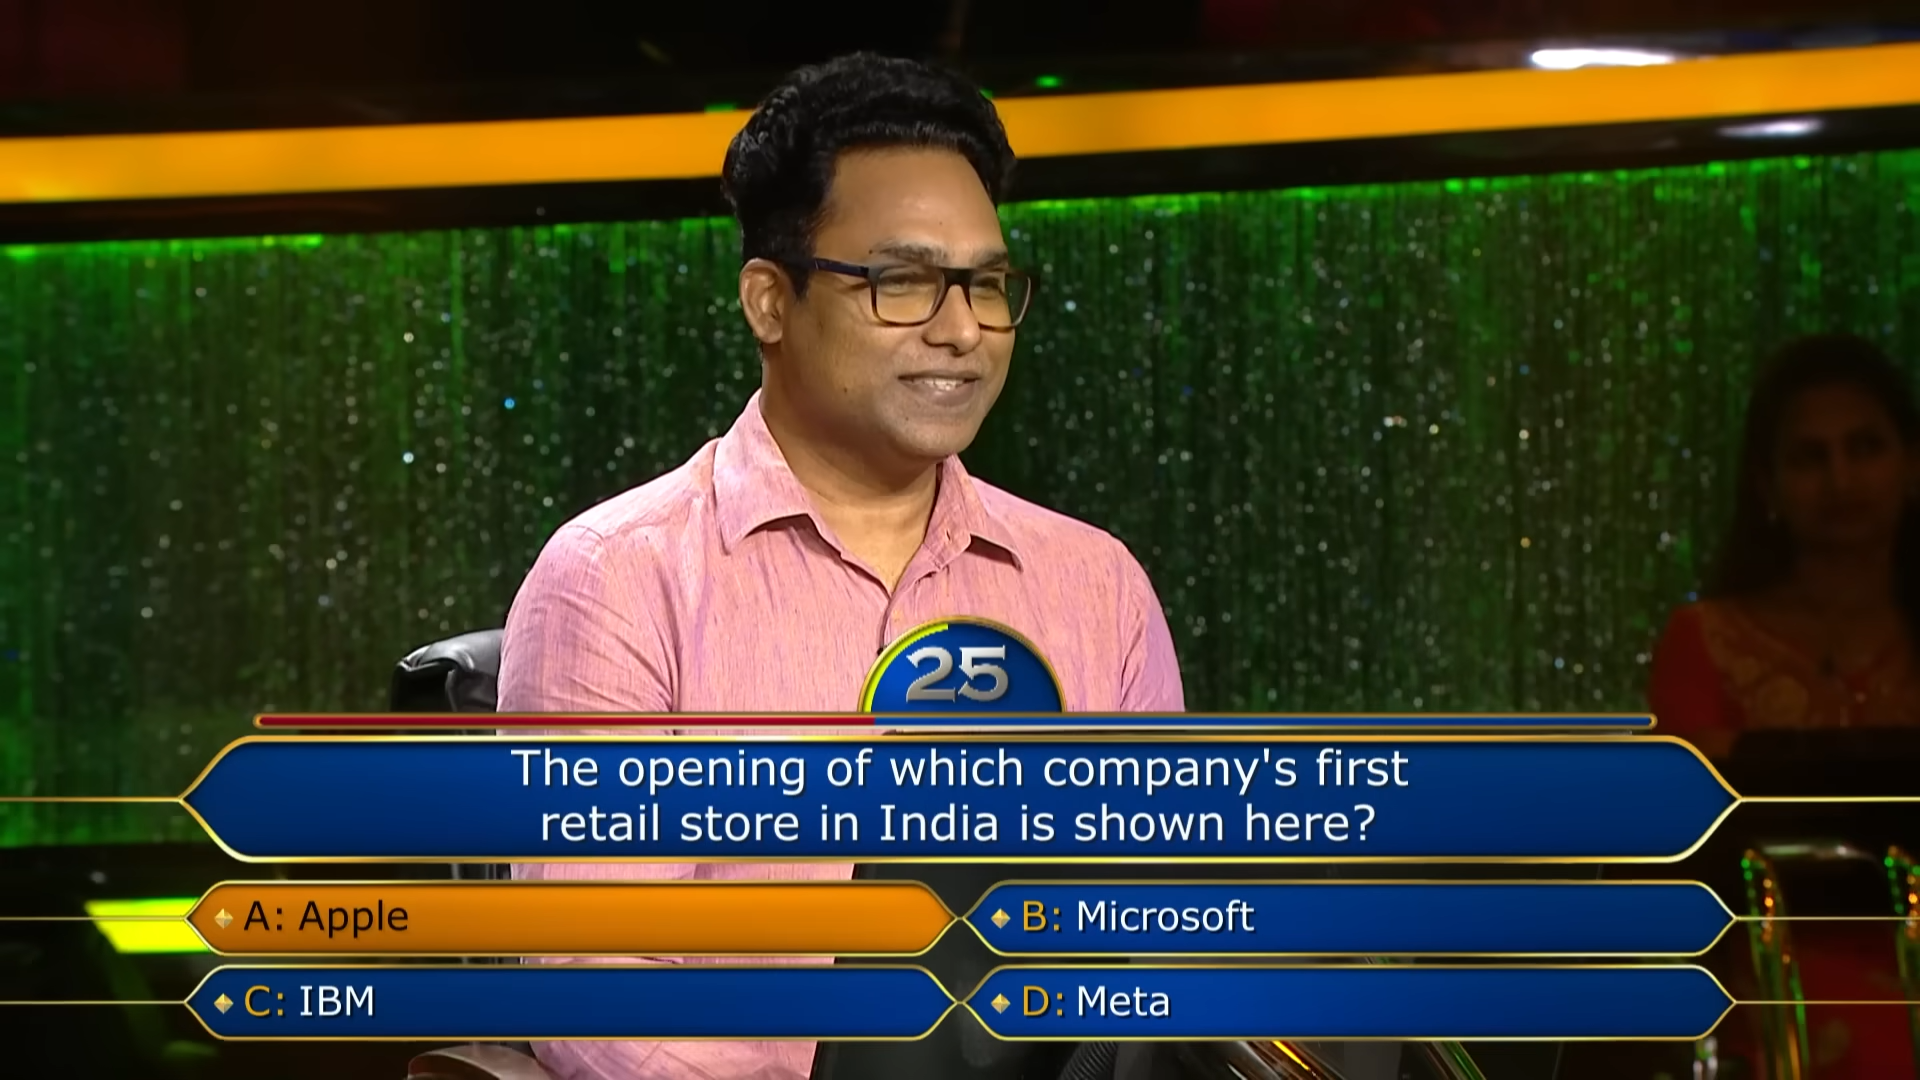 25
The opening of which company's first
retail store in India is shown here?
A: Apple
B: Microsoft
C: IBM
D: Meta